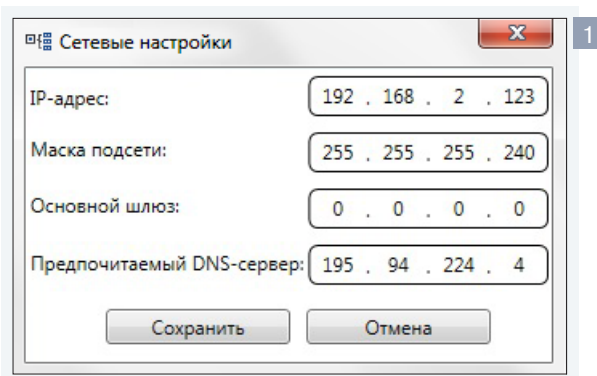 Сетевые настройки
1
IP-адрес: 192 . 168 . 2 . 123
Маска подсети: 255 . 255 . 255 . 240
Основной шлюз: 0 . 0 . 0 . 0
Предпочитаемый DNS-сервер: 195 . 94 . 224 . 4
Сохранить Отмена